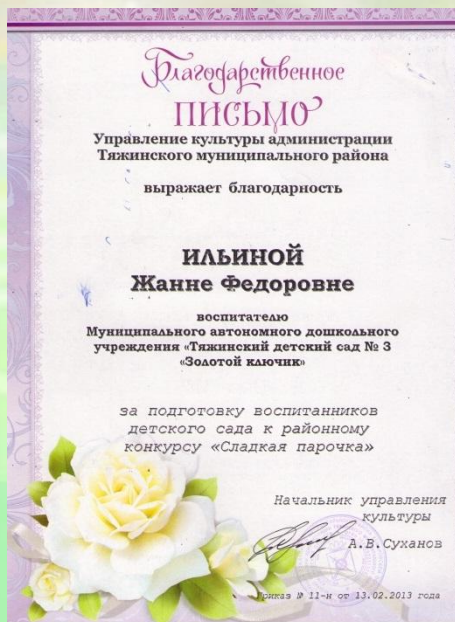 Благодарственное
ПИСЬМО
Управление культуры администрации
Тяжинского муниципального района
выражает благодарность
ИЛЬИНОЙ
Жанне Федоровне
воспитателю
Муниципального автономного дошкольного
учреждения «Тяжинский детский сад № 3
«Золотой ключик»
за подготовку воспитанников
детского сада к районному
конкурсу «Сладкая парочка»
Начальник управления
культуры
А.В.Суханов
Приказ № 11-н от 13.02.2013 года